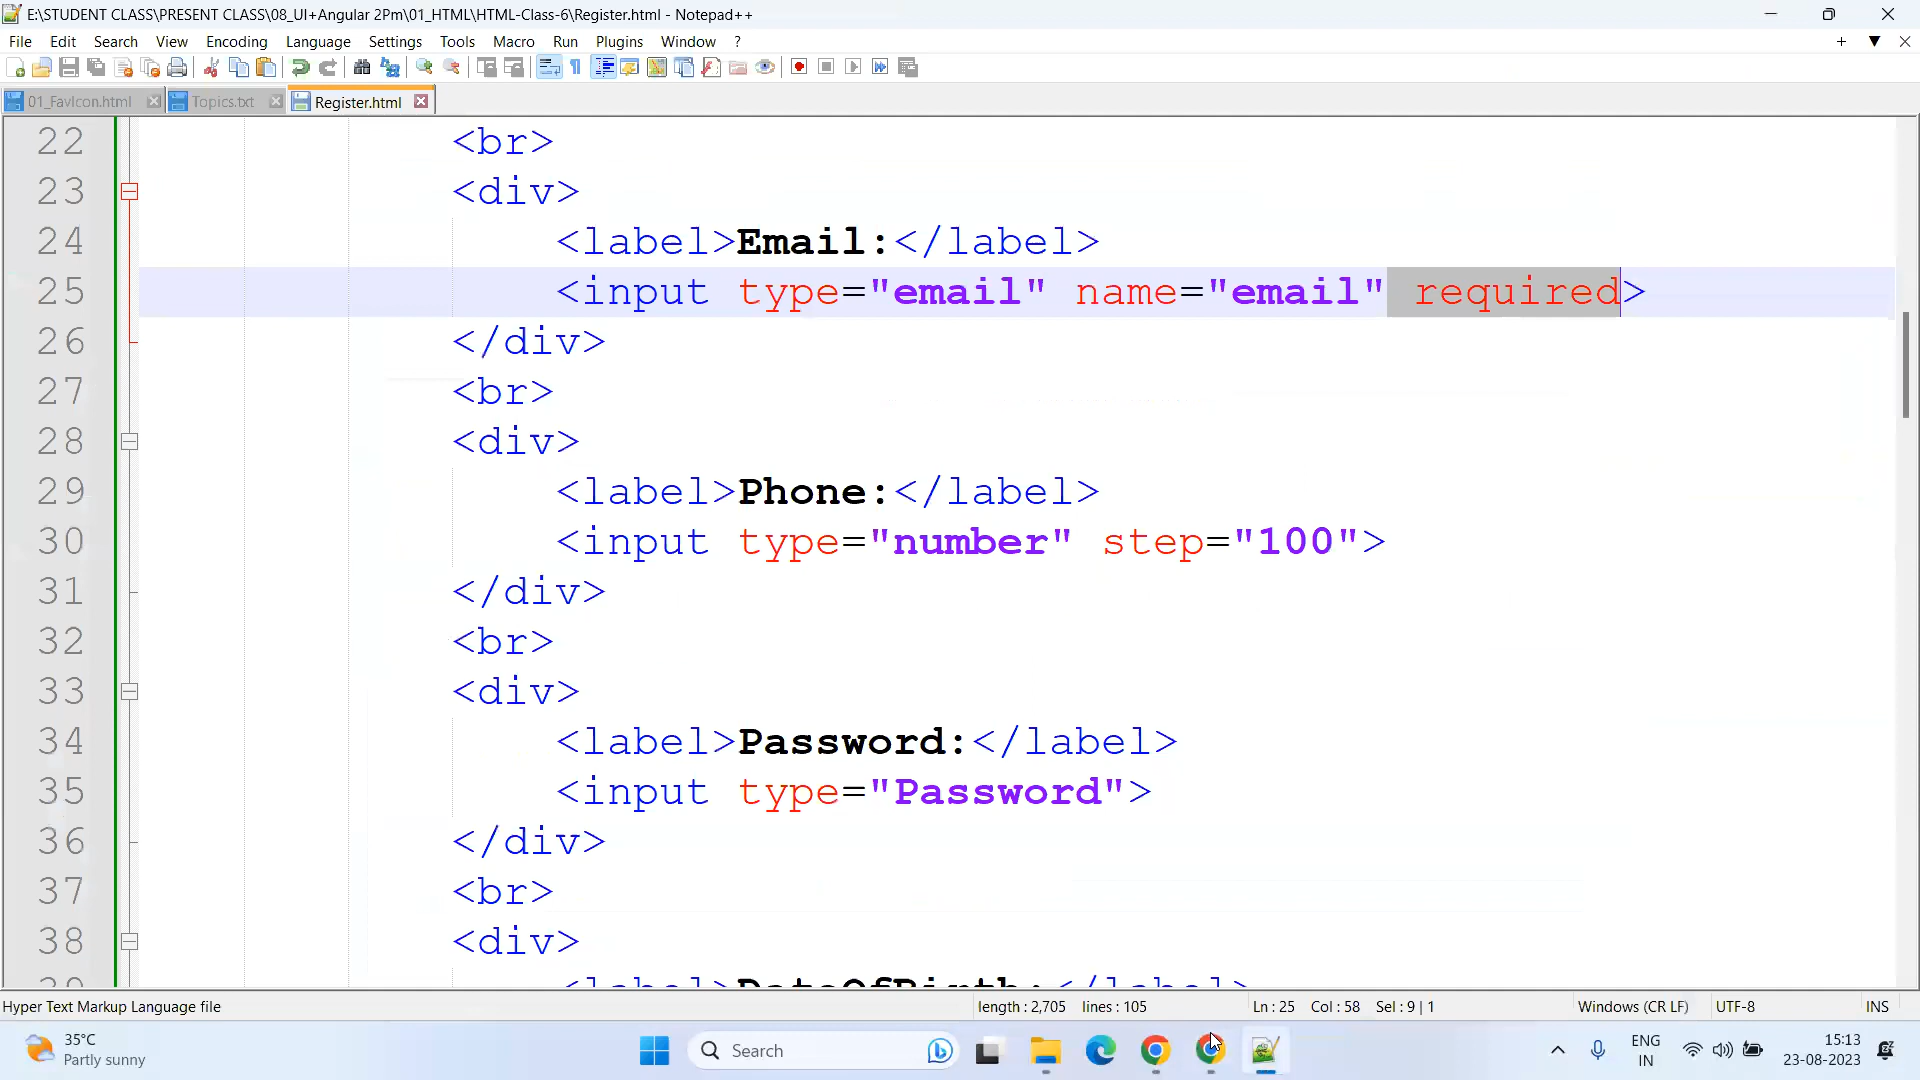 E:\STUDENT CLASS\PRESENT CLASS\08_UI+Angular 2Pm\01_HTML\HTML-Class-6\Register.html - Notepad++
File Edit Search View Encoding Language Settings Tools Macro Run Plugins Window ?
01_FavIcon.html Topics.txt Register.html
22 <br>
23 <div>
24 <label>Email:</label>
25 <input type="email" name="email" required>
26 </div>
27 <br>
28 <div>
29 <label>Phone:</label>
30 <input type="number" step="100">
31 </div>
32 <br>
33 <div>
34 <label>Password:</label>
35 <input type="Password">
36 </div>
37 <br>
38 <div>
39 <label>DateOfBirth:</label>
Hyper Text Markup Language file length : 2,705 lines : 105 Ln : 25 Col : 58 Sel : 9 | 1 Windows (CR LF) UTF-8 INS
35°C
Partly sunny
Search
ENG
IN
15:13
23-08-2023